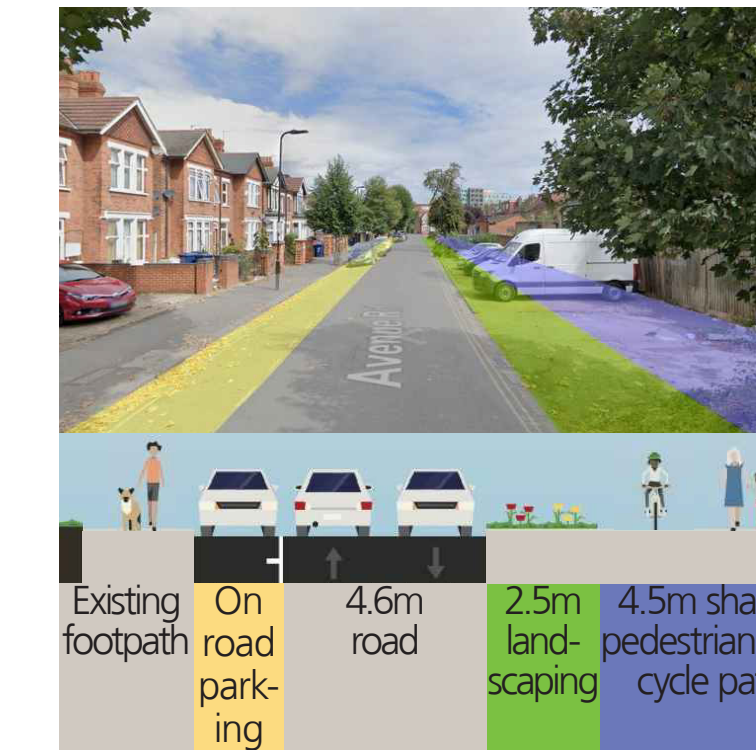 Avenue R
Existing
footpath
On
road
park-
ing
4.6m
road
2.5m
land-
scaping
4.5m sha
pedestrian
cycle pa